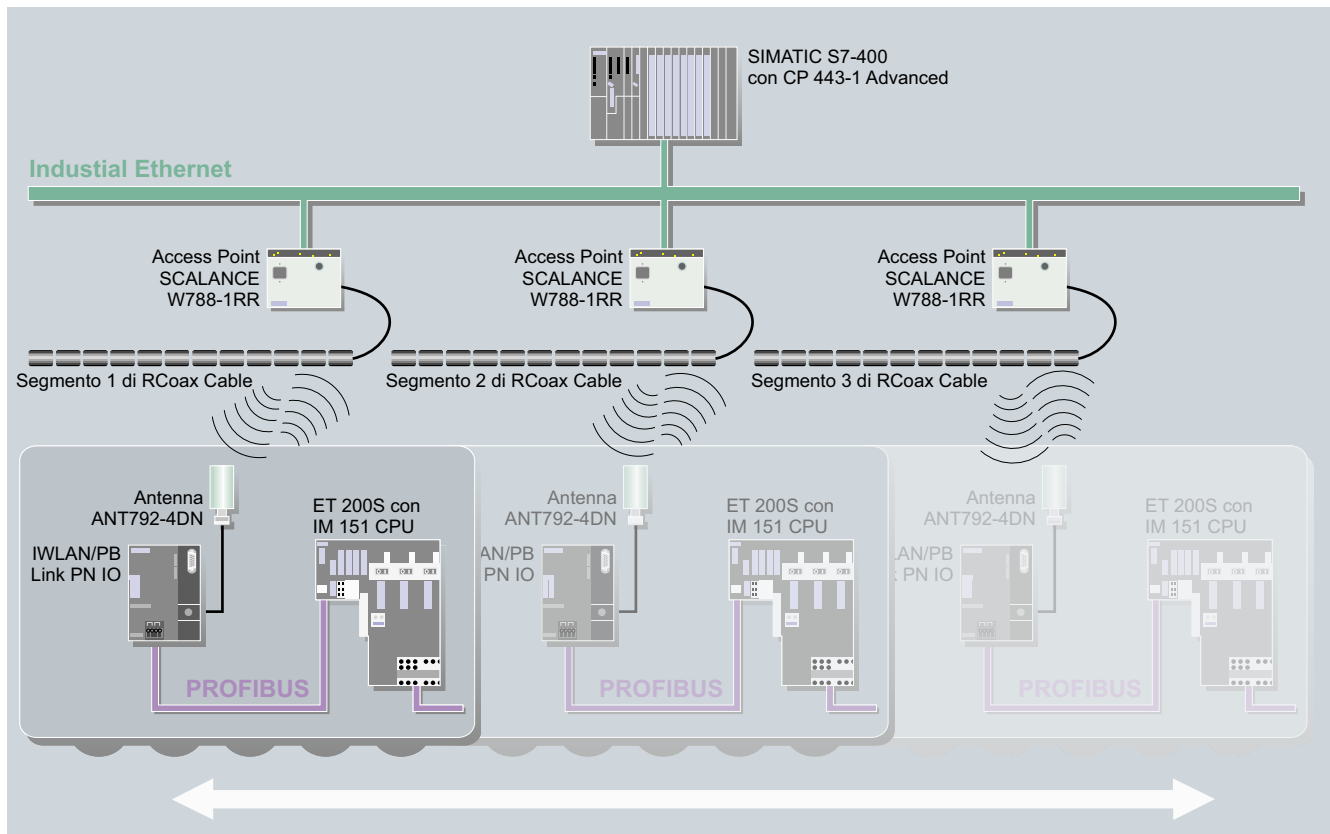 SIMATIC S7-400
con CP 443-1 Advanced
Industial Ethernet
Access Point
SCALANCE
W788-1RR
Access Point
SCALANCE
W788-1RR
Access Point
SCALANCE
W788-1RR
Segmento 1 di RCoax Cable
Segmento 2 di RCoax Cable
Segmento 3 di RCoax Cable
Antenna
ANT792-4DN
ET 200S con
IM 151 CPU
IWLAN/PB
Link PN IO
PROFIBUS
Antenna
ANT792-4DN
ET 200S con
IM 151 CPU
AN/PB
PN IO
PROFIBUS
Antenna
ANT792-4DN
ET 200S con
IM 151 CPU
AN/PB
k PN IO
PROFIBUS